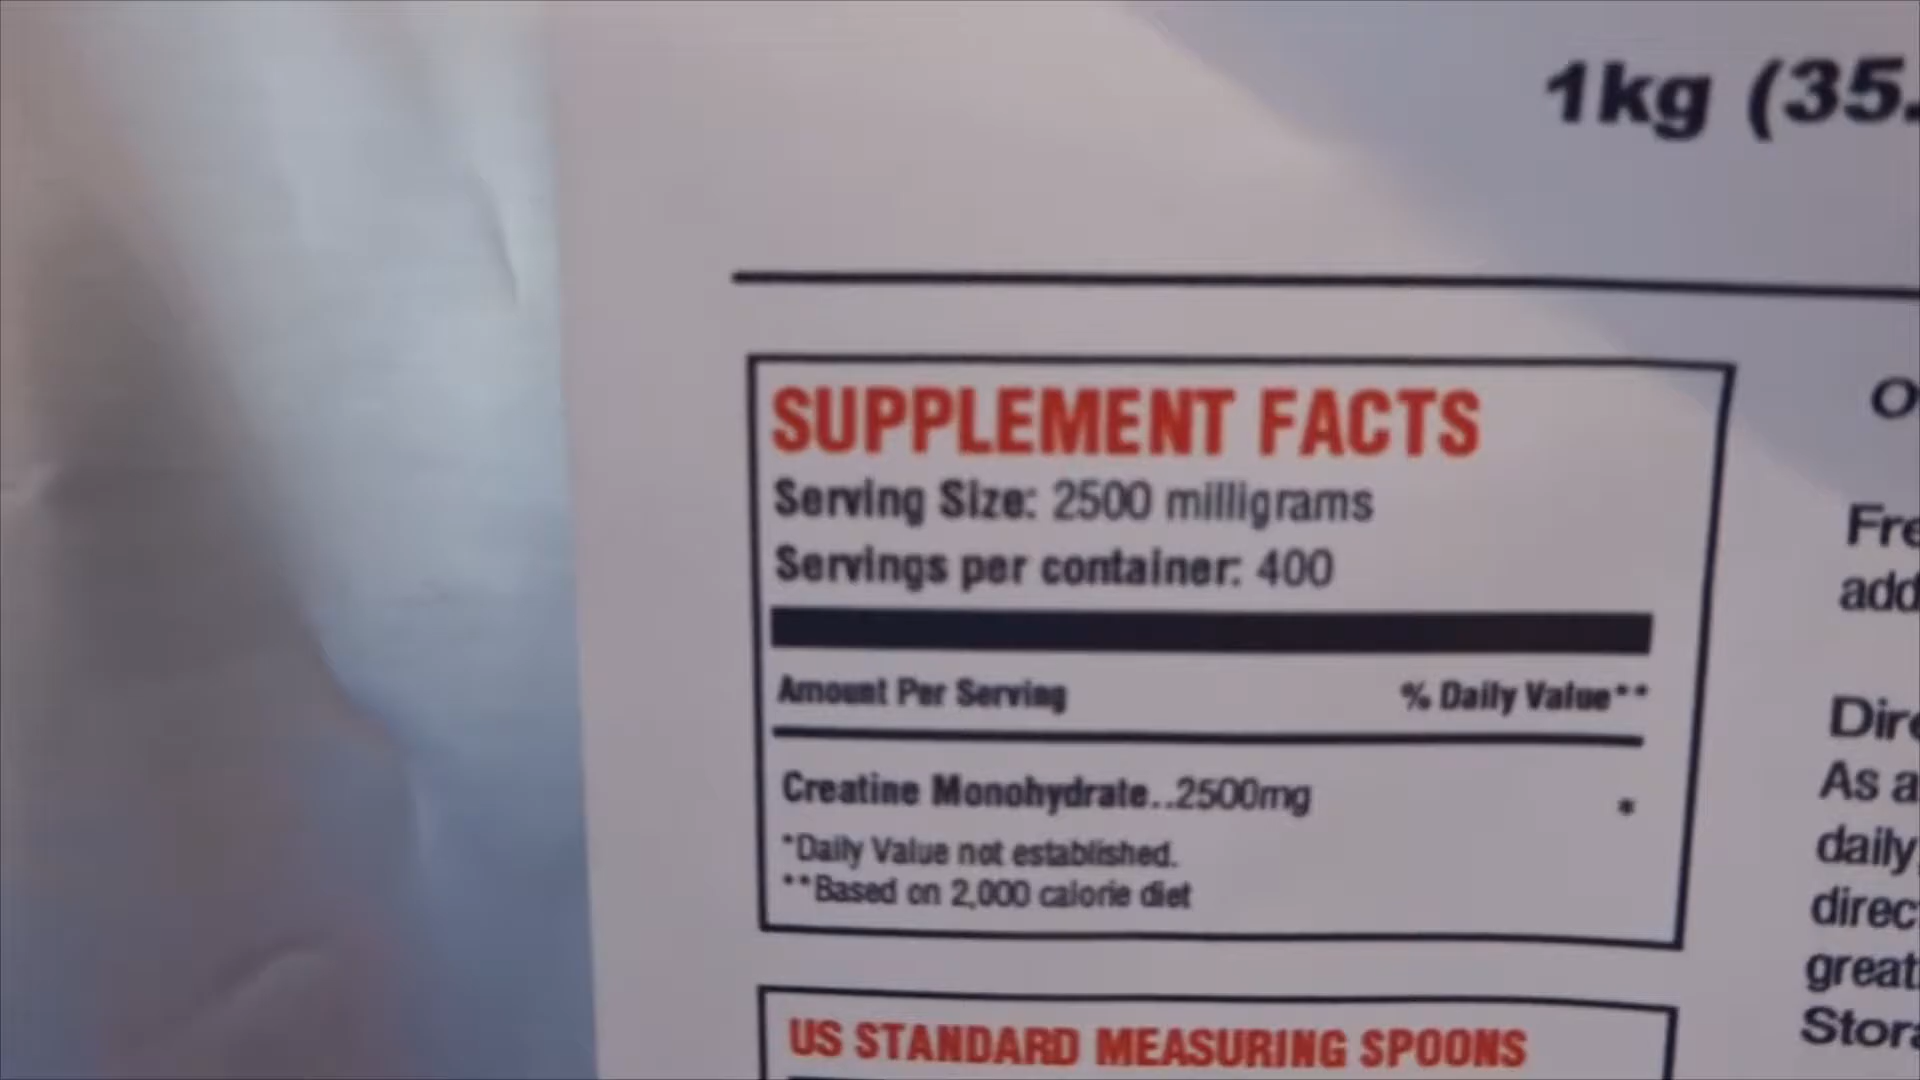 1kg (35.
SUPPLEMENT FACTS
Serving Size: 2500 milligrams
Servings per container: 400
Amount Per Serving % Daily Value**
Creatine Monohydrate..2500mg *
*Daily Value not established.
**Based on 2,000 calorie diet
US STANDARD MEASURING SPOONS
O
Fre
add
Dire
As a
daily,
direc
great
Stora